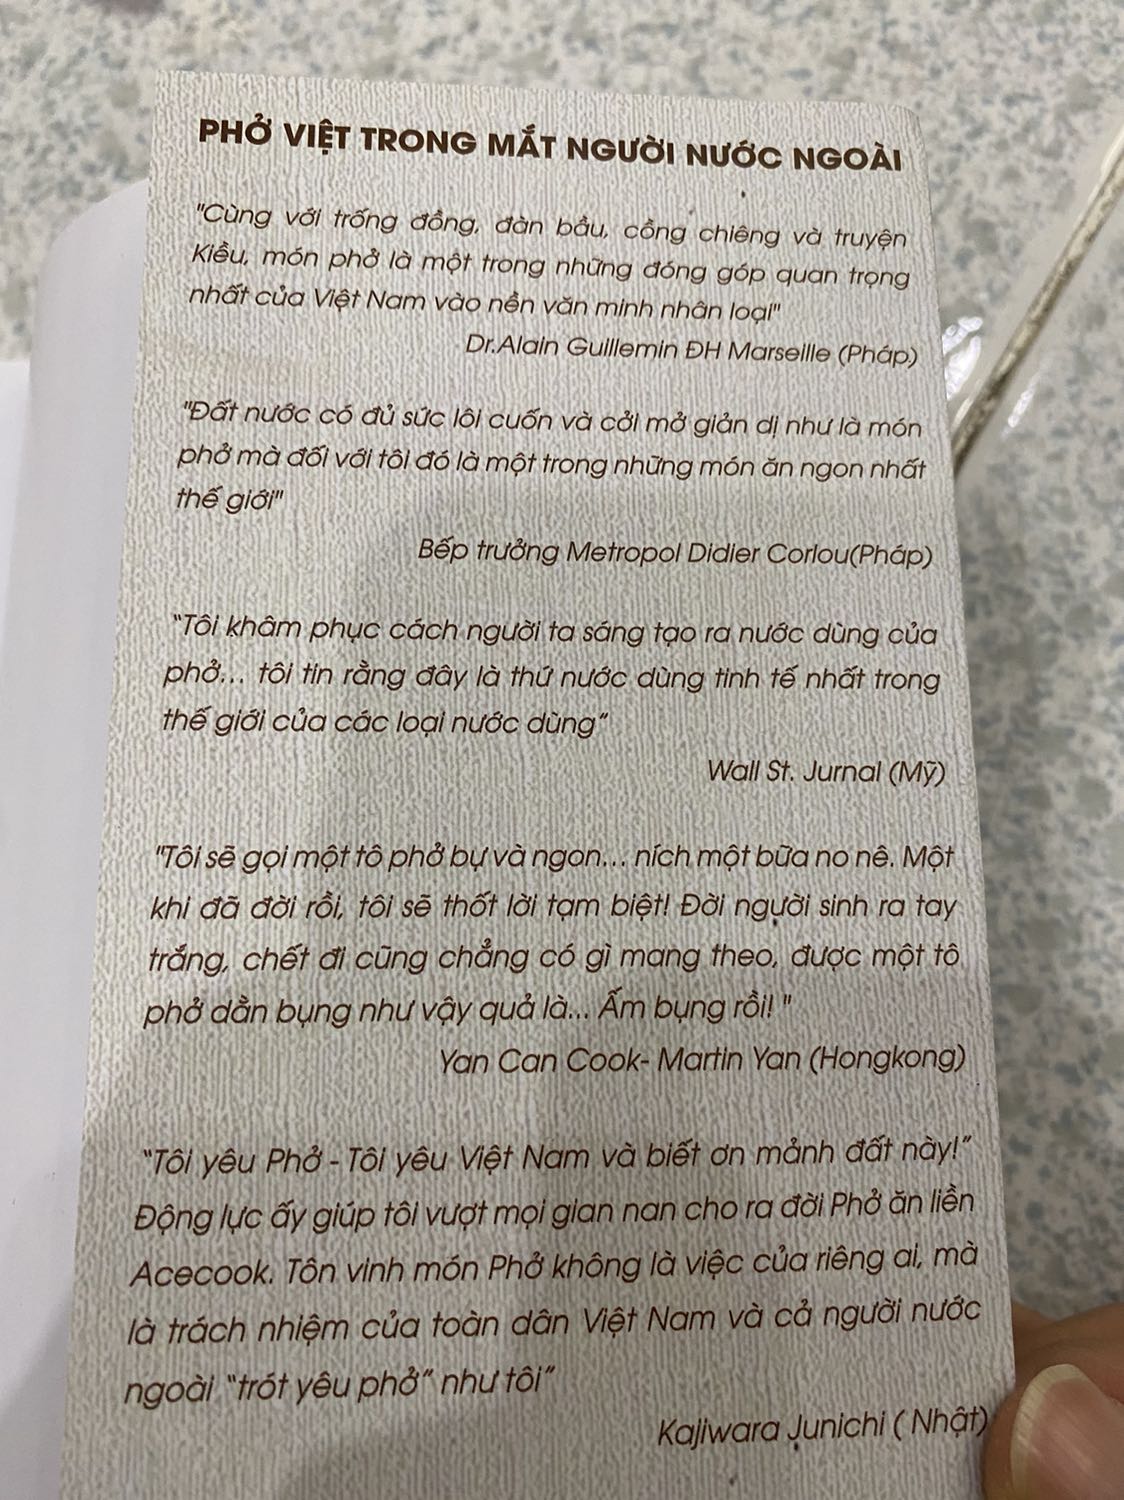 PHỞ VIỆT TRONG MẮT NGƯỜI NƯỚC NGOÀI
"Cùng với trống đồng, đàn bầu, cồng chiêng và truyện
Kiều, món phở là một trong những đóng góp quan trọng
nhất của Việt Nam vào nền văn minh nhân loại"
Dr.Alain Guillemin ĐH Marseille (Pháp)
"Đất nước có đủ sức lôi cuốn và cởi mở giản dị như là món
phở mà đối với tôi đó là một trong những món ăn ngon nhất
thế giới"
Bếp trưởng Metropol Didier Corlou(Pháp)
"Tôi khâm phục cách người ta sáng tạo ra nước dùng của
phở... tôi tin rằng đây là thứ nước dùng tinh tế nhất trong
thế giới của các loại nước dùng"
Wall St. Jurnal (Mỹ)
"Tôi sẽ gọi một tô phở bự và ngon... ních một bữa no nê. Một
khi đã đời rồi, tôi sẽ thốt lời tạm biệt! Đời người sinh ra tay
trắng, chết đi cũng chẳng có gì mang theo, được một tô
phở dằn bụng như vậy quả là... Ấm bụng rồi! "
Yan Can Cook- Martin Yan (Hongkong)
"Tôi yêu Phở - Tôi yêu Việt Nam và biết ơn mảnh đất này!"
Động lực ấy giúp tôi vượt mọi gian nan cho ra đời Phở ăn liền
Acecook. Tôn vinh món Phở không là việc của riêng ai, mà
là trách nhiệm của toàn dân Việt Nam và cả người nước
ngoài "trót yêu phở" như tôi"
Kajiwara Junichi ( Nhật)